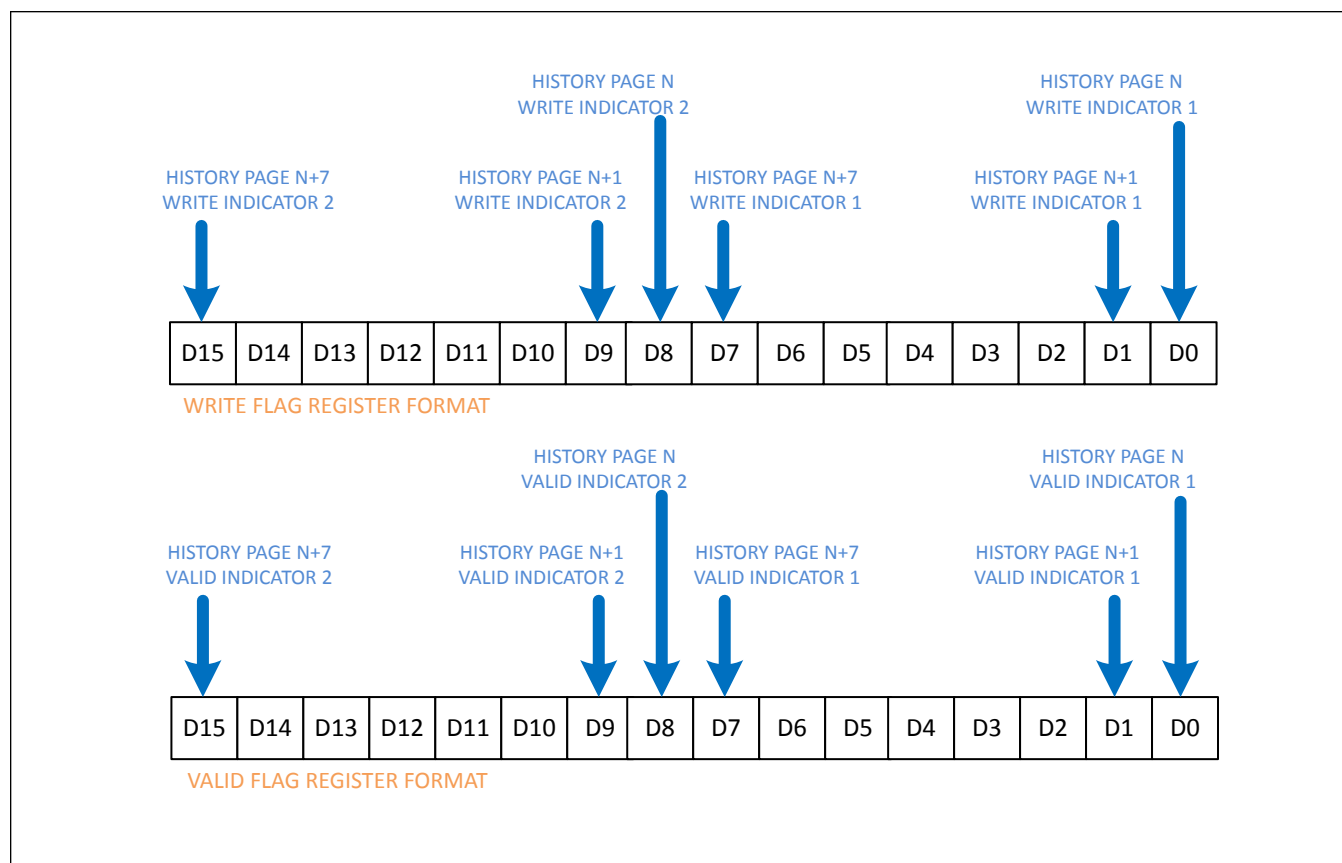 HISTORY PAGE N
WRITE INDICATOR 2
HISTORY PAGE N
WRITE INDICATOR 1
HISTORY PAGE N+7
WRITE INDICATOR 2
HISTORY PAGE N+1
WRITE INDICATOR 2
HISTORY PAGE N+7
WRITE INDICATOR 1
HISTORY PAGE N+1
WRITE INDICATOR 1
D15 D14 D13 D12 D11 D10 D9 D8 D7 D6 D5 D4 D3 D2 D1 D0
WRITE FLAG REGISTER FORMAT
HISTORY PAGE N
VALID INDICATOR 2
HISTORY PAGE N
VALID INDICATOR 1
HISTORY PAGE N+7
VALID INDICATOR 2
HISTORY PAGE N+1
VALID INDICATOR 2
HISTORY PAGE N+7
VALID INDICATOR 1
HISTORY PAGE N+1
VALID INDICATOR 1
D15 D14 D13 D12 D11 D10 D9 D8 D7 D6 D5 D4 D3 D2 D1 D0
VALID FLAG REGISTER FORMAT